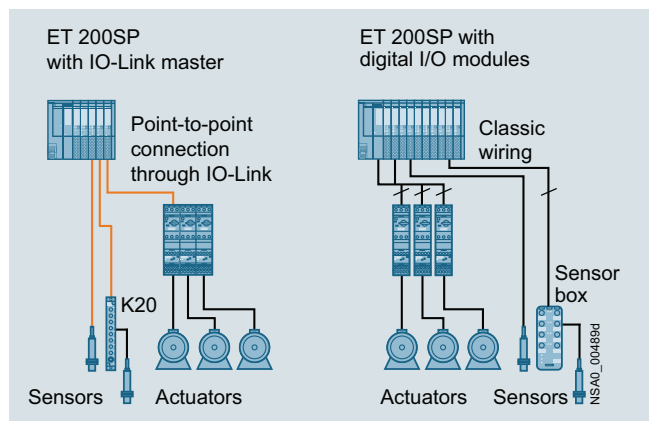 ET 200SP
with IO-Link master
Point-to-point
connection
through IO-Link
K20
Sensors
Actuators
ET 200SP with
digital I/O modules
Classic
wiring
Sensor
box
Actuators
Sensors
NSA0_00489d